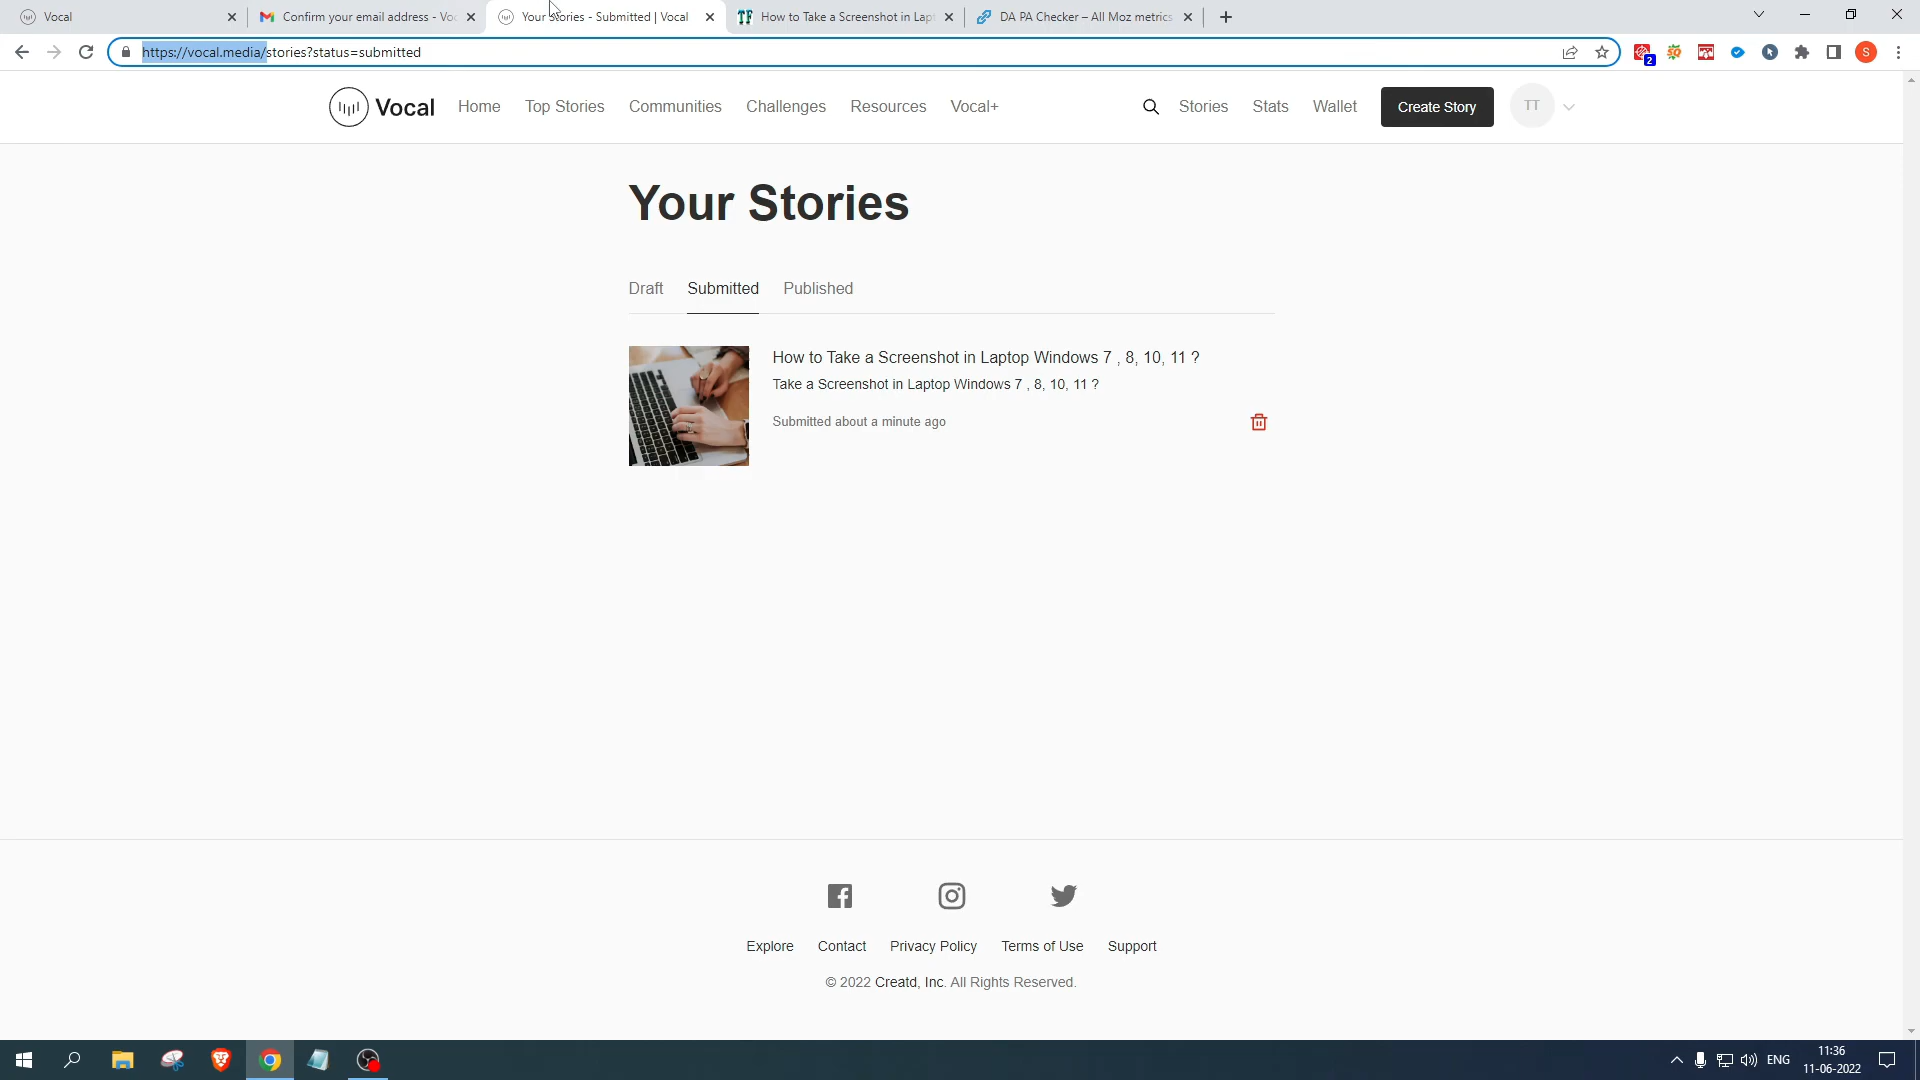 Vocal
Confirm your email address - Voc
Your Stories - Submitted | Vocal
How to Take a Screenshot in Lapt
DA PA Checker – All Moz metrics
https://vocal.media/stories?status=submitted
2
S
Vocal
Home
Top Stories
Communities
Challenges
Resources
Vocal+
Stories
Stats
Wallet
Create Story
TT
Your Stories
Draft
Submitted
Published
How to Take a Screenshot in Laptop Windows 7 , 8, 10, 11 ?
Take a Screenshot in Laptop Windows 7 , 8, 10, 11 ?
Submitted about a minute ago
Explore
Contact
Privacy Policy
Terms of Use
Support
© 2022 Creatd, Inc. All Rights Reserved.
ENG
11:36
11-06-2022